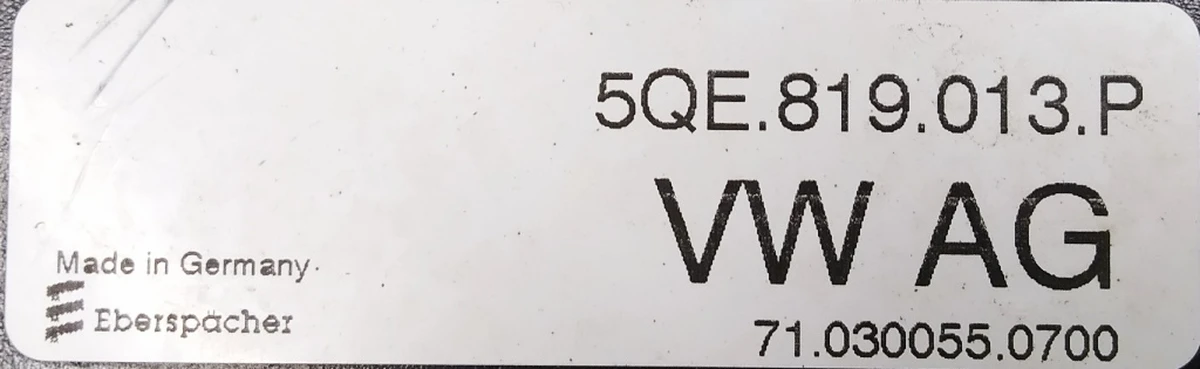 5QE.819.013.P
VW AG
Made in Germany
Eberspächer
71.030055.0700